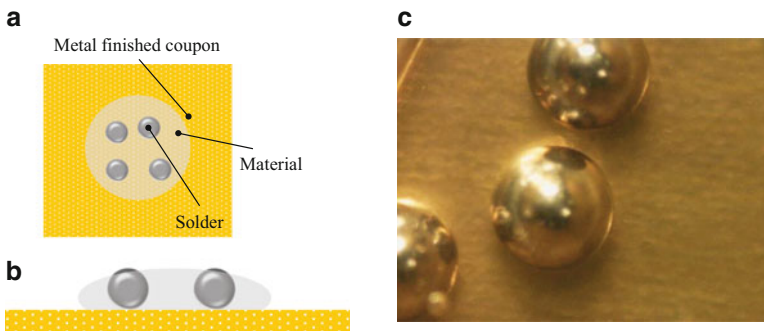 a
Metal finished coupon
Material
Solder
b
c